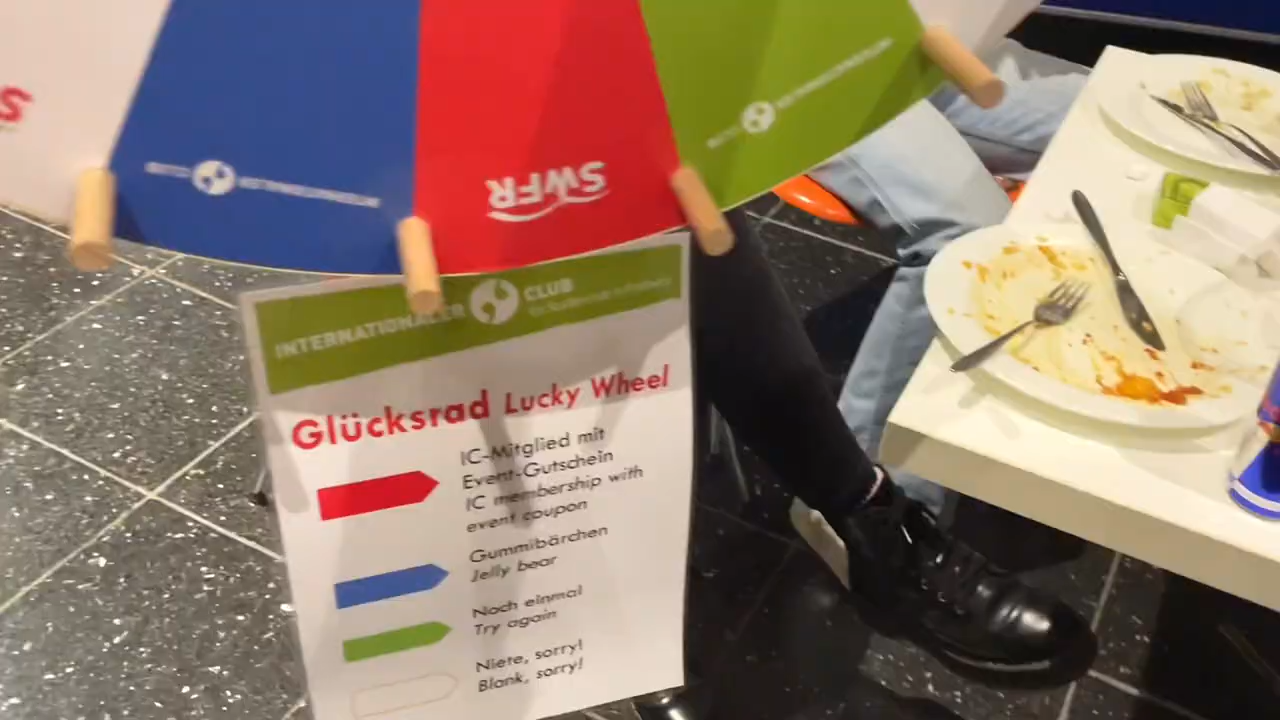 SWFR
INTERNATIONALER CLUB
Glücksrad Lucky Wheel
IC-Mitglied mit
Event-Gutschein
IC membership with
event coupon
Gummibärchen
Jelly bear
Noch einmal
Try again
Niete, sorry!
Blank, sorry!